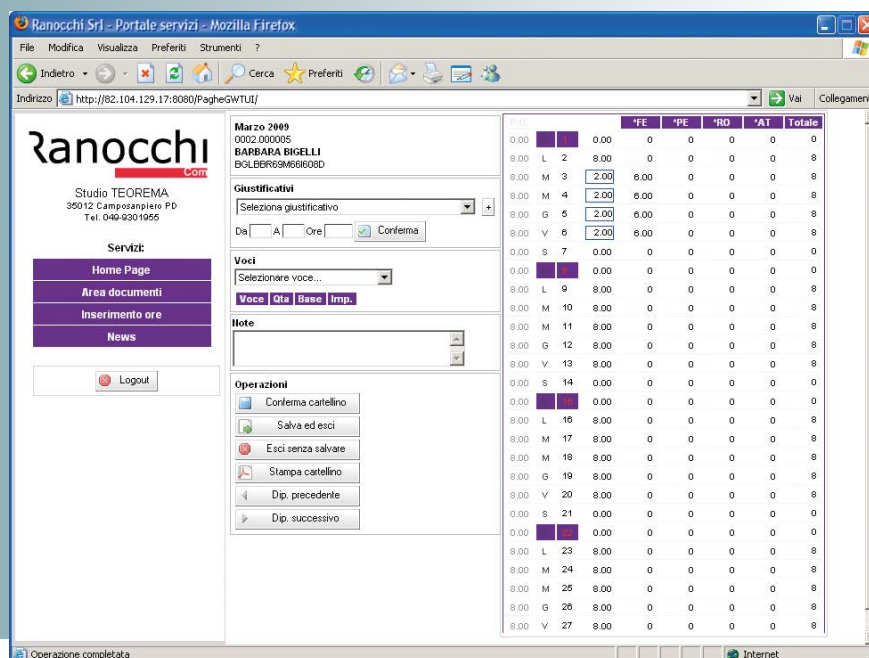 Ranocchi Srl - Portale servizi - Mozilla Firefox
File Modifica Visualizza Preferiti Strumenti ?
Indietro Cerca Preferiti
Indirizzo http://82.104.129.17:8080/PagheGWTUI/ Vai Collegament
Ranocchi
Com
Studio TEOREMA
35012 Camposanpiero PD
Tel. 049-9301955
Servizi:
Home Page
Area documenti
Inserimento ore
News
Logout
Marzo 2009
0002.000005
BARBARA BIGELLI
BGLBBR69M66I608D
Giustificativi
Seleziona giustificativo +
Da A Ore Conferma
Voci
Selezionare voce...
Voce Qta Base Imp.
Note
Operazioni
Conferma cartellino
Salva ed esci
Esci senza salvare
Stampa cartellino
Dip. precedente
Dip. successivo
*FE *PE *RO *AT Totale
0.00 1 0.00 0 0 0 0 0
8.00 L 2 8.00 0 0 0 0 8
8.00 M 3 2.00 6.00 0 0 0 8
8.00 M 4 2.00 6.00 0 0 0 8
8.00 G 5 2.00 6.00 0 0 0 8
8.00 V 6 2.00 6.00 0 0 0 8
0.00 S 7 0.00 0 0 0 0 0
0.00 8 0.00 0 0 0 0 0
8.00 L 9 8.00 0 0 0 0 8
8.00 M 10 8.00 0 0 0 0 8
8.00 M 11 8.00 0 0 0 0 8
8.00 G 12 8.00 0 0 0 0 8
8.00 V 13 8.00 0 0 0 0 8
0.00 S 14 0.00 0 0 0 0 0
0.00 15 0.00 0 0 0 0 0
8.00 L 16 8.00 0 0 0 0 8
8.00 M 17 8.00 0 0 0 0 8
8.00 M 18 8.00 0 0 0 0 8
8.00 G 19 8.00 0 0 0 0 8
8.00 V 20 8.00 0 0 0 0 8
0.00 S 21 0.00 0 0 0 0 0
0.00 22 0.00 0 0 0 0 0
8.00 L 23 8.00 0 0 0 0 8
8.00 M 24 8.00 0 0 0 0 8
8.00 M 25 8.00 0 0 0 0 8
8.00 G 26 8.00 0 0 0 0 8
8.00 V 27 8.00 0 0 0 0 8
Operazione completata Internet